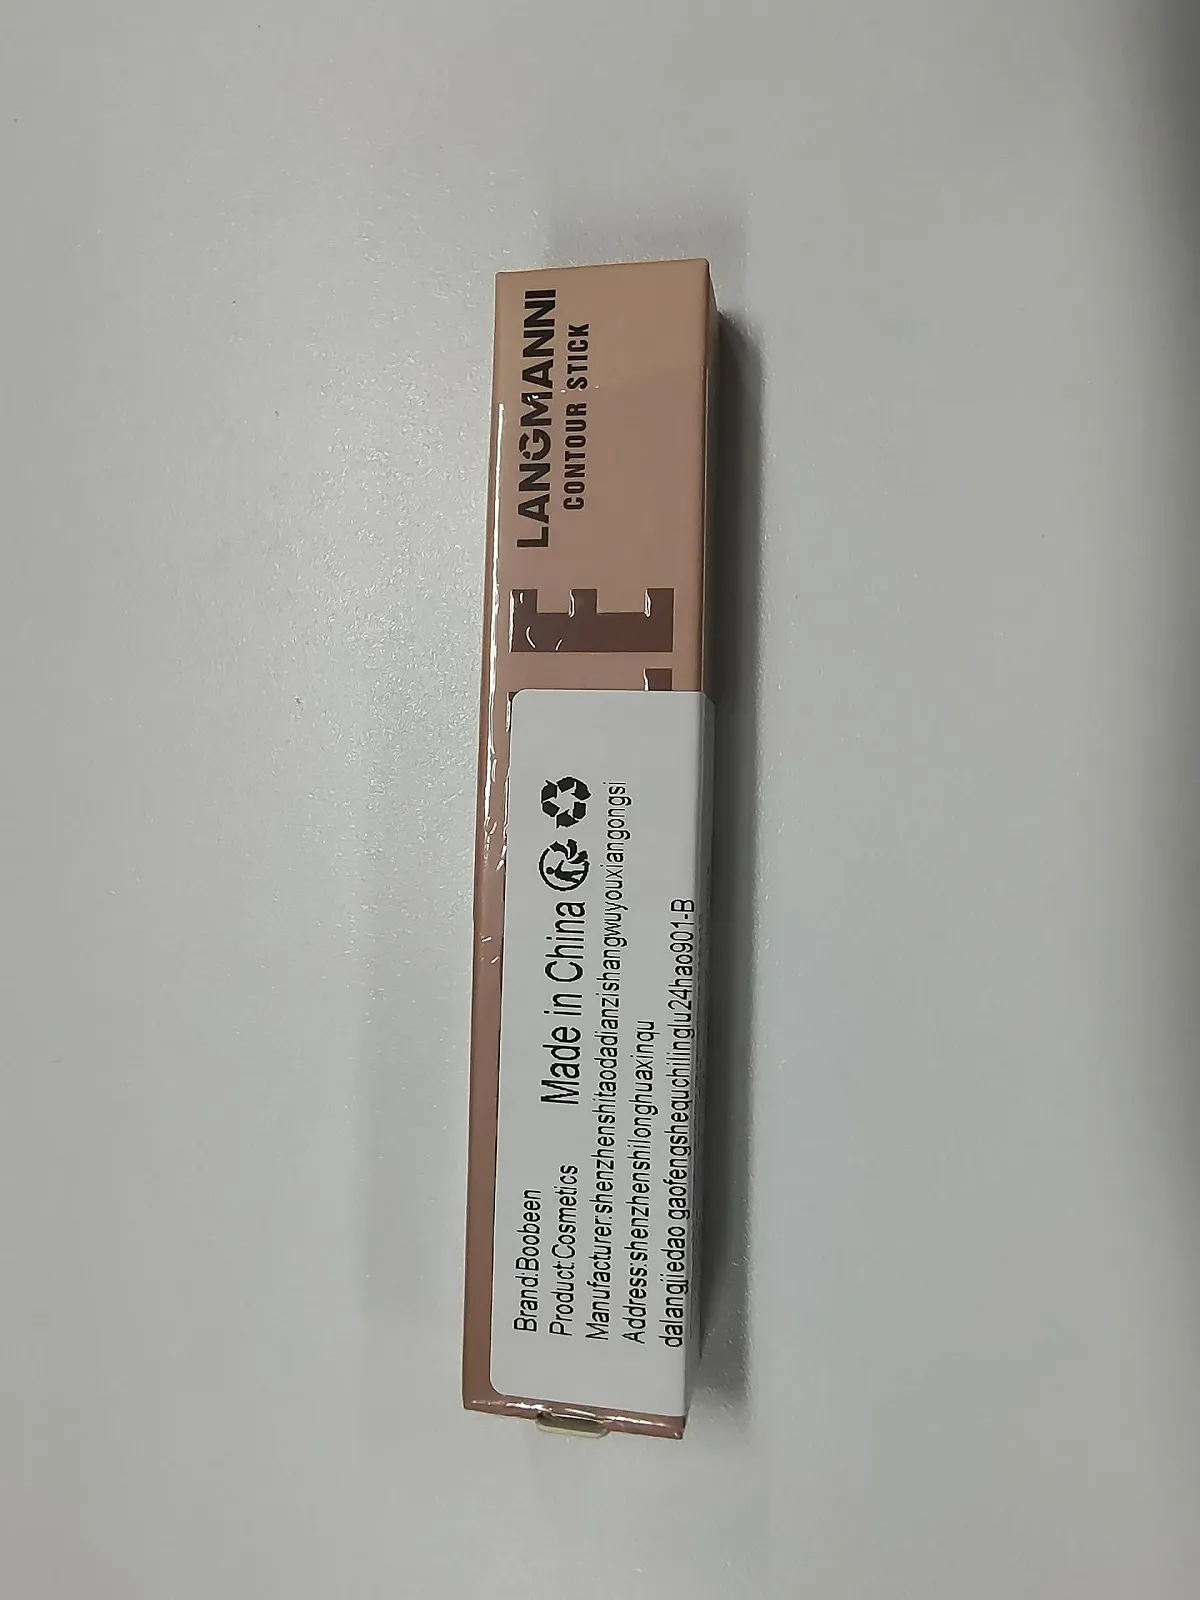 LANGMANNI
CONTOUR STICK
E
Brand:Boobeen
Product:Cosmetics
Made in China
Manufacturer:shenzhenshitaodadianzishangwuyouxiangongsi
Address:shenzhenshilonghuaxinqu
dalangjiedao gaofengshequchilinglu24hao901-B